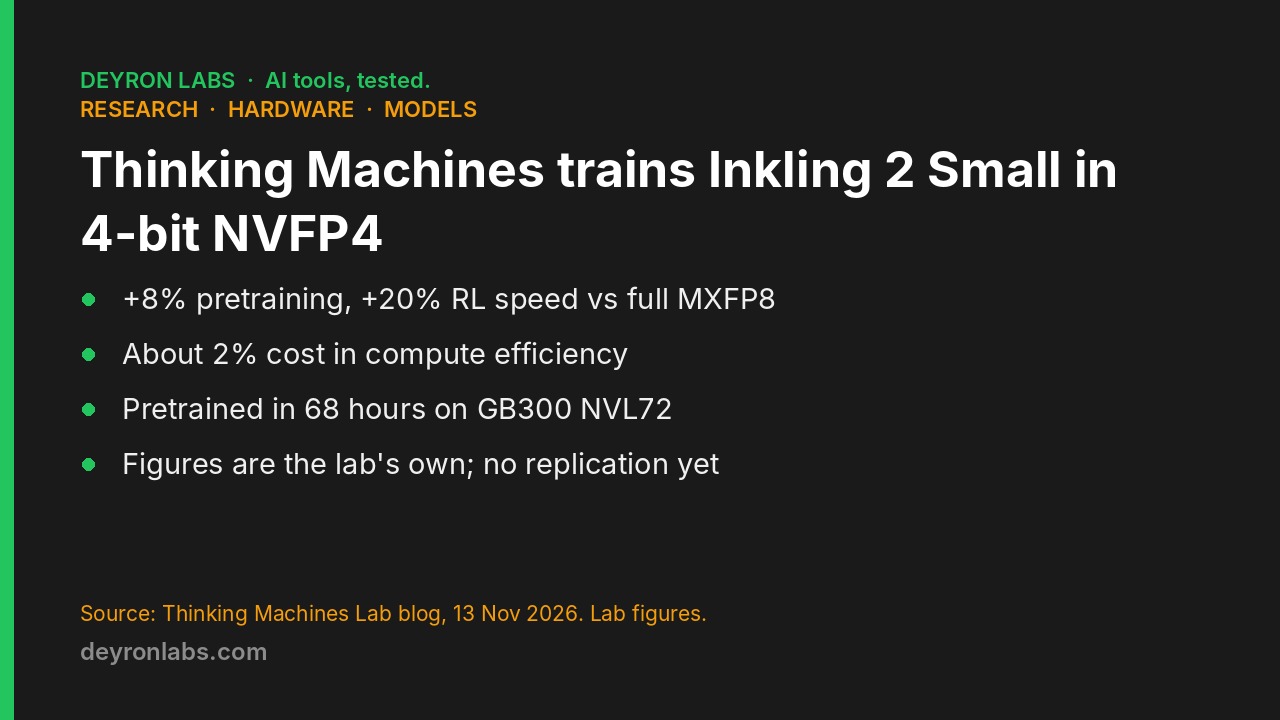 DEYRON LABS · AI tools, tested.
RESEARCH · HARDWARE · MODELS
Thinking Machines trains Inkling 2 Small in
4-bit NVFP4
• +8% pretraining, +20% RL speed vs full MXFP8
• About 2% cost in compute efficiency
• Pretrained in 68 hours on GB300 NVL72
• Figures are the lab's own; no replication yet
Source: Thinking Machines Lab blog, 13 Nov 2026. Lab figures.
deyronlabs.com